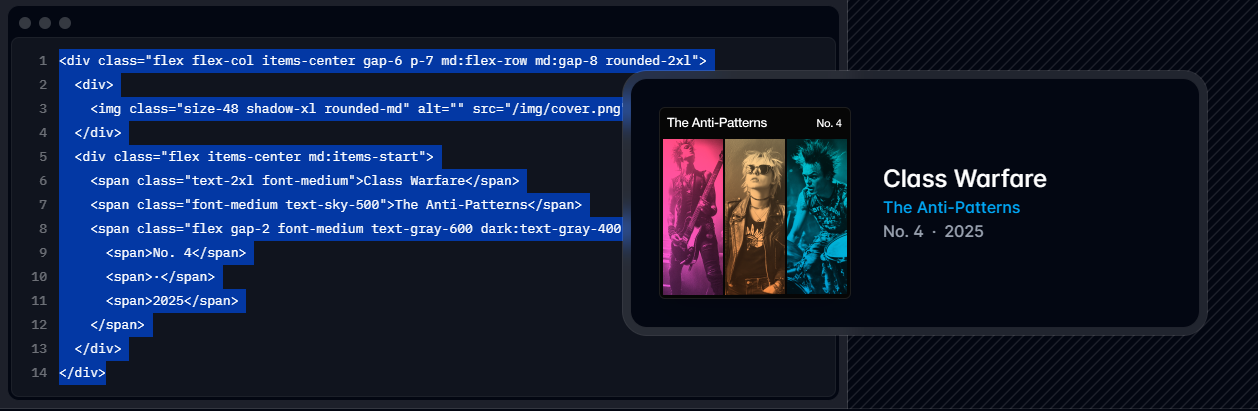 1 <div class="flex flex-col items-center gap-6 p-7 md:flex-row md:gap-8 rounded-2xl">
2   <div>
3     <img class="size-48 shadow-xl rounded-md" alt="" src="/img/cover.png"
4   </div>
5   <div class="flex items-center md:items-start">
6     <span class="text-2xl font-medium">Class Warfare</span>
7     <span class="font-medium text-sky-500">The Anti-Patterns</span>
8     <span class="flex gap-2 font-medium text-gray-600 dark:text-gray-400
9       <span>No. 4</span>
10       <span>·</span>
11       <span>2025</span>
12     </span>
13   </div>
14 </div>
The Anti-Patterns No. 4
Class Warfare
The Anti-Patterns
No. 4 · 2025